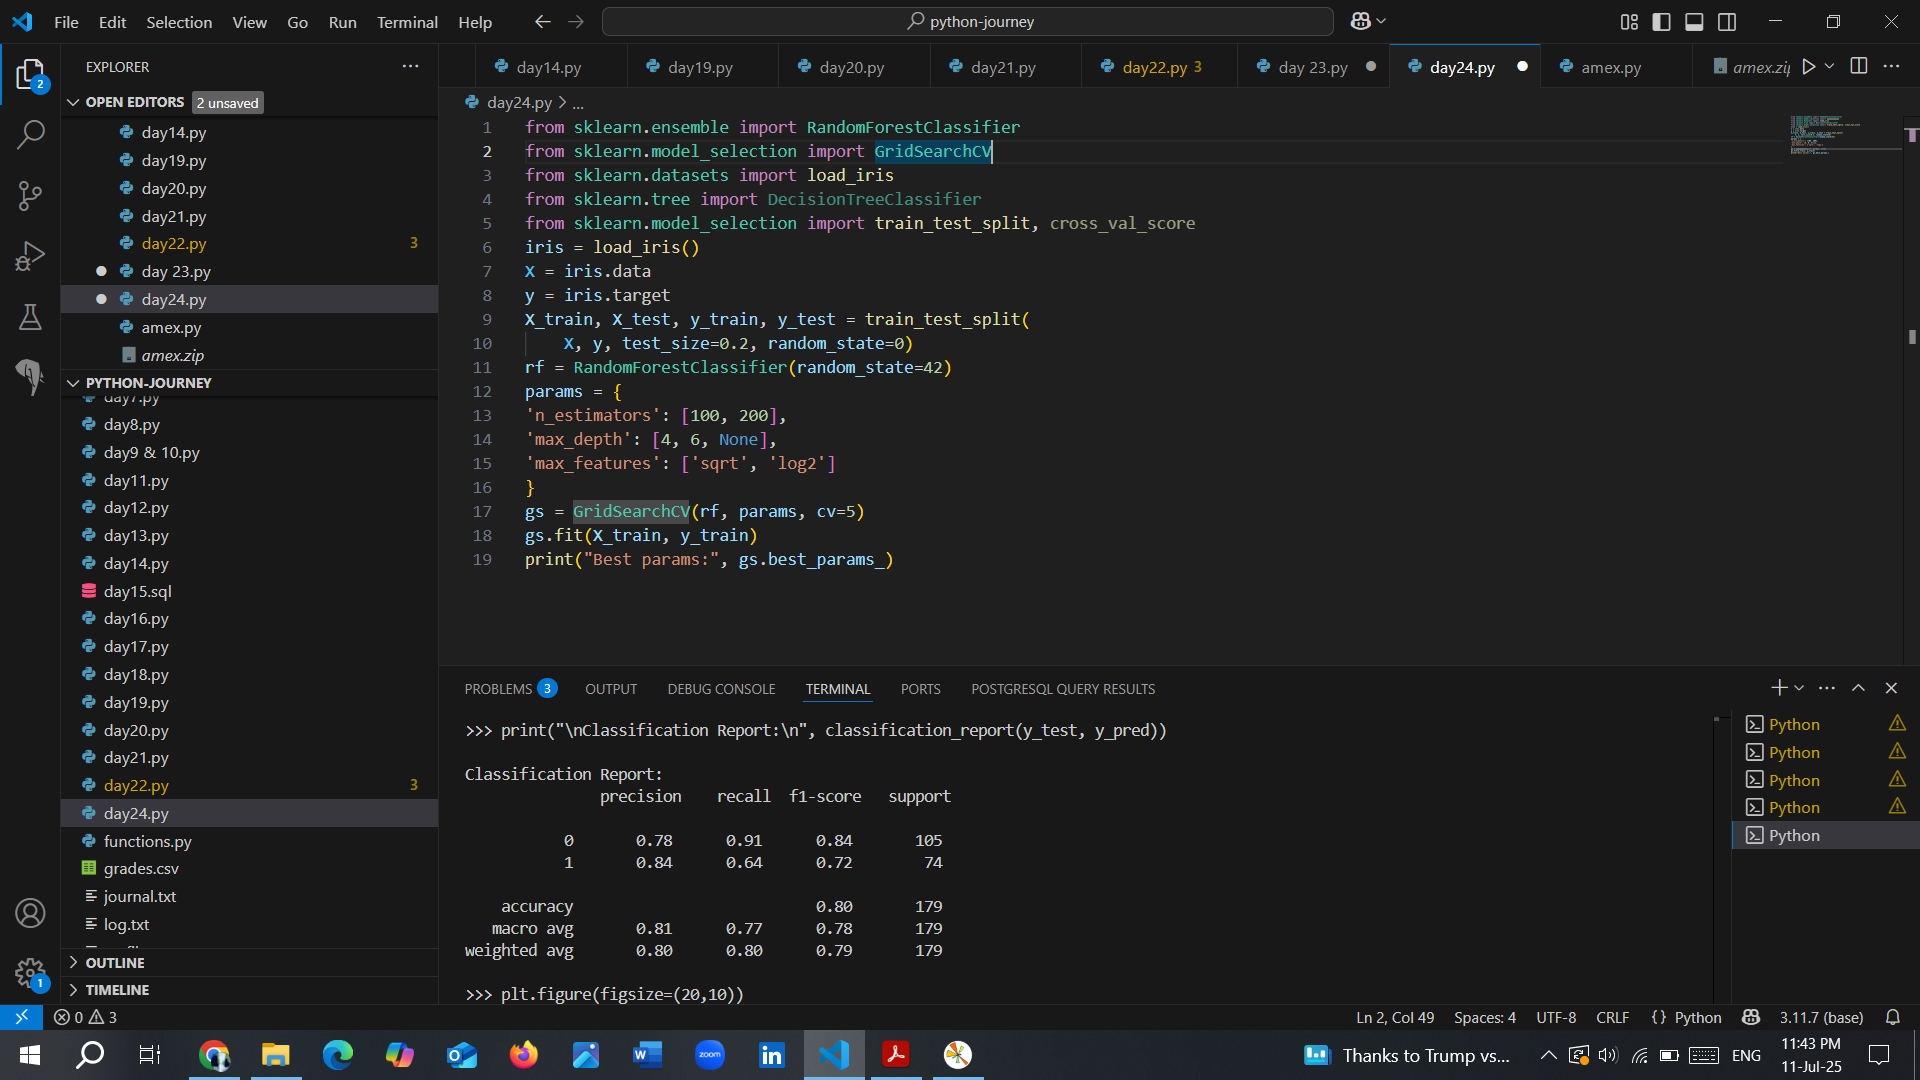 File Edit Selection View Go Run Terminal Help
python-journey
EXPLORER
OPEN EDITORS 2 unsaved
day14.py
day19.py
day20.py
day21.py
day22.py 3
day 23.py
day24.py
amex.py
amex.zip
PYTHON-JOURNEY
day7.py
day8.py
day9 & 10.py
day11.py
day12.py
day13.py
day14.py
day15.sql
day16.py
day17.py
day18.py
day19.py
day20.py
day21.py
day22.py 3
day24.py
functions.py
grades.csv
journal.txt
log.txt
OUTLINE
TIMELINE
2
1
day14.py day19.py day20.py day21.py day22.py 3 day 23.py day24.py amex.py amex.zip
day24.py > ...
1 from sklearn.ensemble import RandomForestClassifier
2 from sklearn.model_selection import GridSearchCV
3 from sklearn.datasets import load_iris
4 from sklearn.tree import DecisionTreeClassifier
5 from sklearn.model_selection import train_test_split, cross_val_score
6 iris = load_iris()
7 X = iris.data
8 y = iris.target
9 X_train, X_test, y_train, y_test = train_test_split(
10 X, y, test_size=0.2, random_state=0)
11 rf = RandomForestClassifier(random_state=42)
12 params = {
13 'n_estimators': [100, 200],
14 'max_depth': [4, 6, None],
15 'max_features': ['sqrt', 'log2']
16 }
17 gs = GridSearchCV(rf, params, cv=5)
18 gs.fit(X_train, y_train)
19 print("Best params:", gs.best_params_)
PROBLEMS 3 OUTPUT DEBUG CONSOLE TERMINAL PORTS POSTGRESQL QUERY RESULTS
>>> print("\nClassification Report:\n", classification_report(y_test, y_pred))
Classification Report:
precision recall f1-score support
0 0.78 0.91 0.84 105
1 0.84 0.64 0.72 74
accuracy 0.80 179
macro avg 0.81 0.77 0.78 179
weighted avg 0.80 0.80 0.79 179
>>> plt.figure(figsize=(20,10))
Python
Python
Python
Python
Python
0 3
Ln 2, Col 49 Spaces: 4 UTF-8 CRLF {} Python 3.11.7 (base)
zoom
Thanks to Trump vs...
ENG
11:43 PM
11-Jul-25